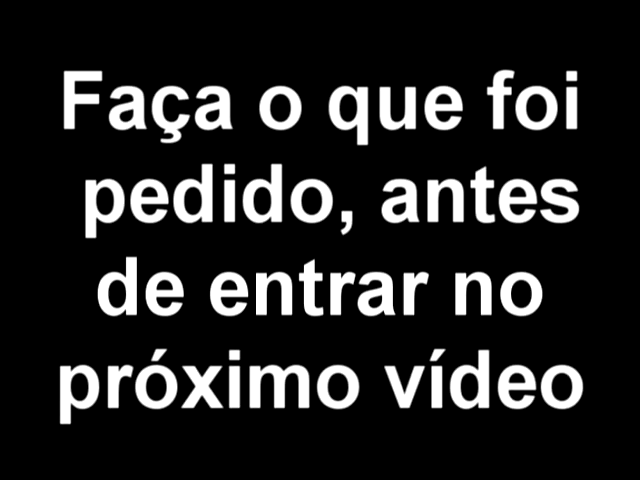 Faça o que foi
pedido, antes
de entrar no
próximo vídeo